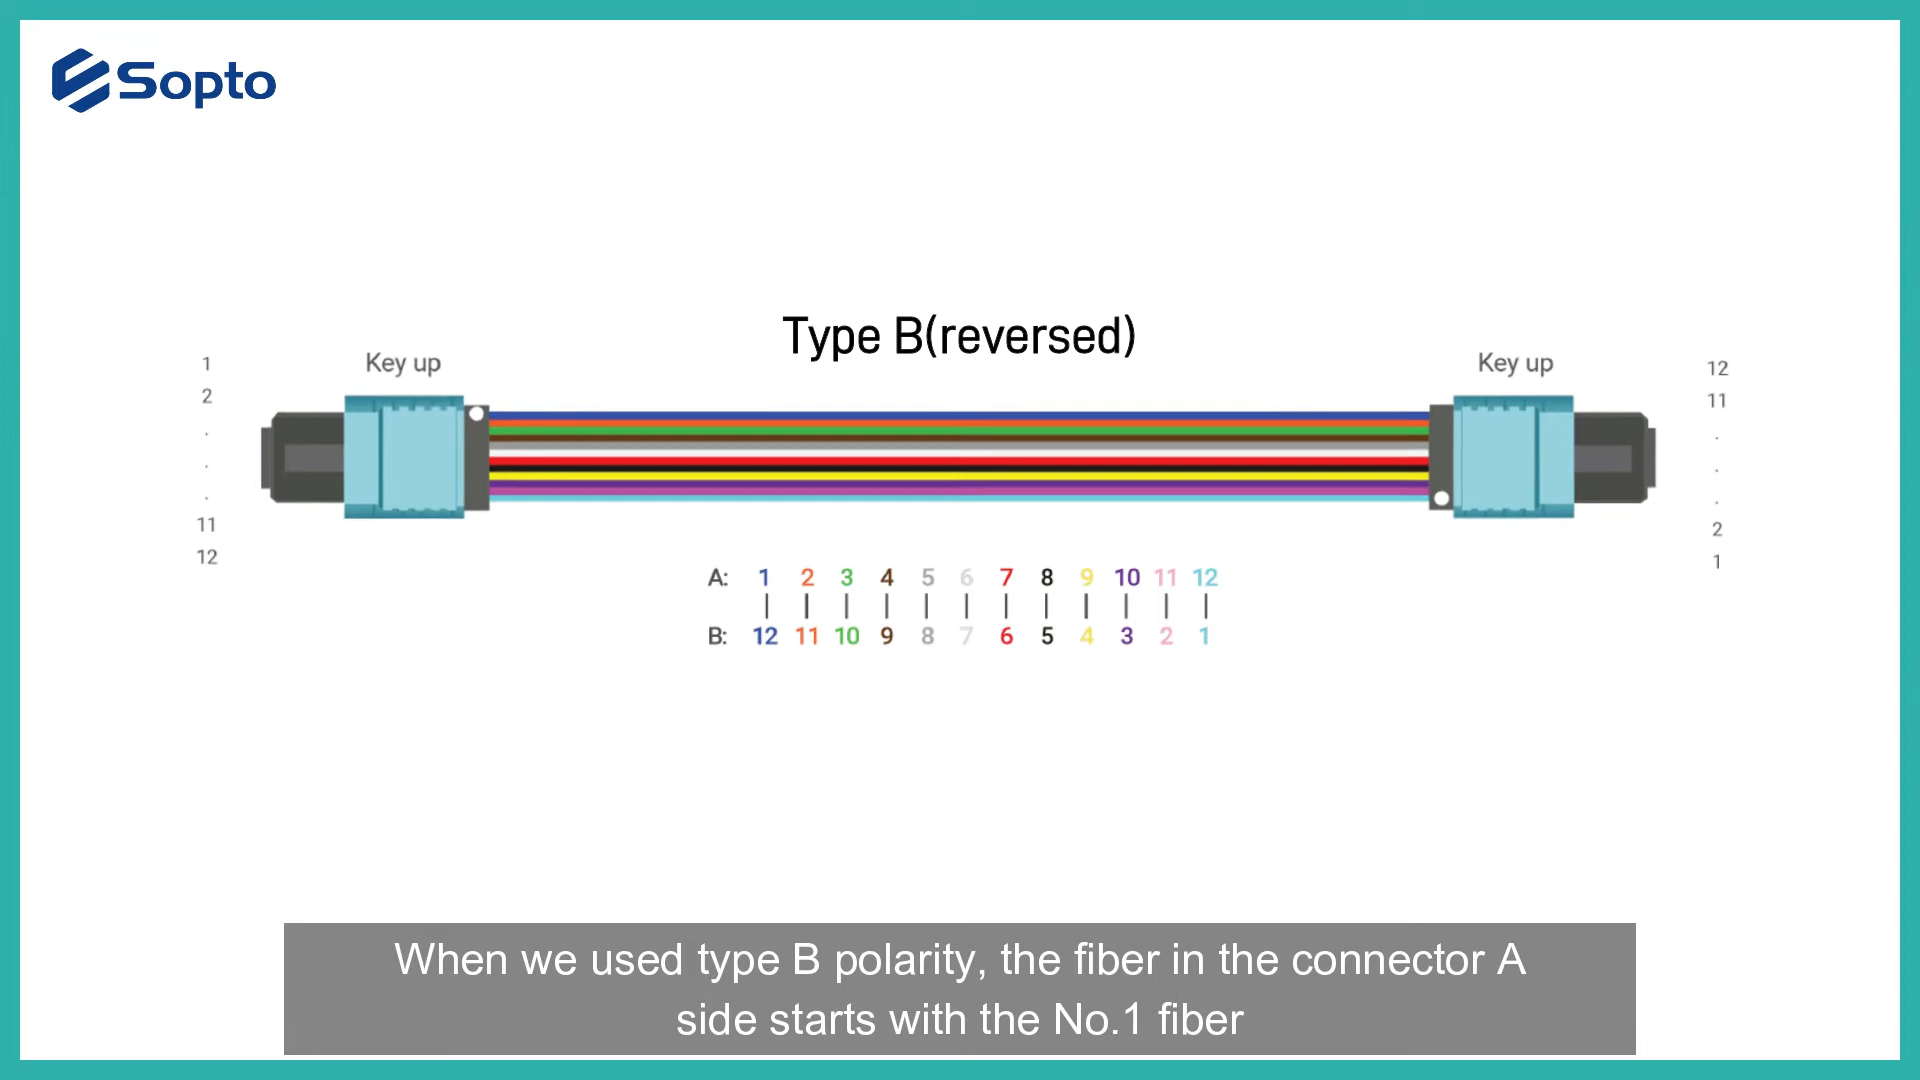 Sopto
Type B(reversed)
Key up
Key up
1
2
.
.
.
11
12
12
11
.
.
.
2
1
A: 1 2 3 4 5 6 7 8 9 10 11 12
B: 12 11 10 9 8 7 6 5 4 3 2 1
When we used type B polarity, the fiber in the connector A
side starts with the No.1 fiber